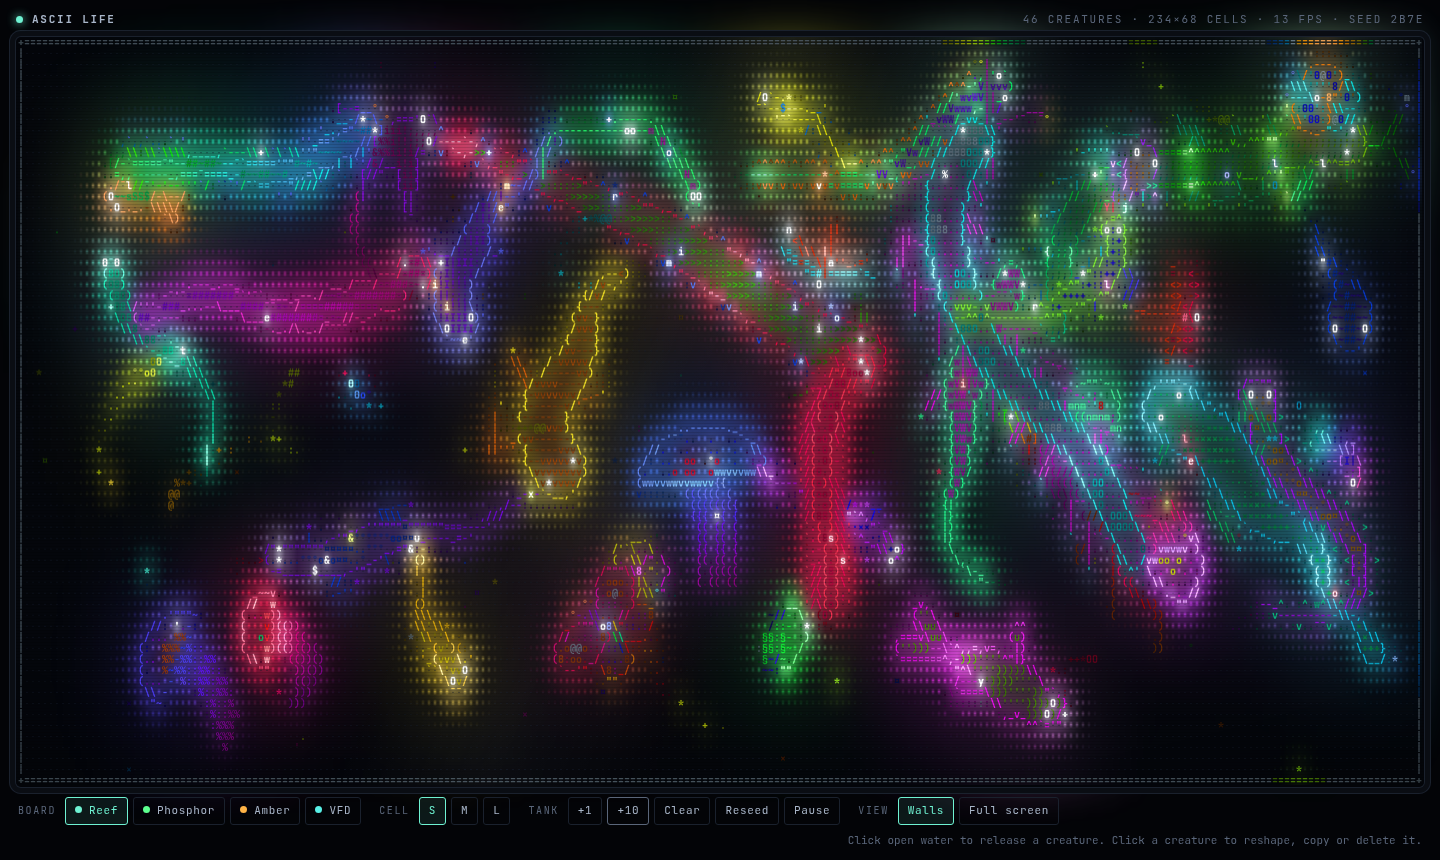 ASCII LIFE
46 CREATURES · 234×68 CELLS · 13 FPS · SEED 2B7E
BOARD Reef Phosphor Amber VFD CELL S M L TANK +1 +10 Clear Reseed Pause VIEW Walls Full screen
Click open water to release a creature. Click a creature to reshape, copy or delete it.